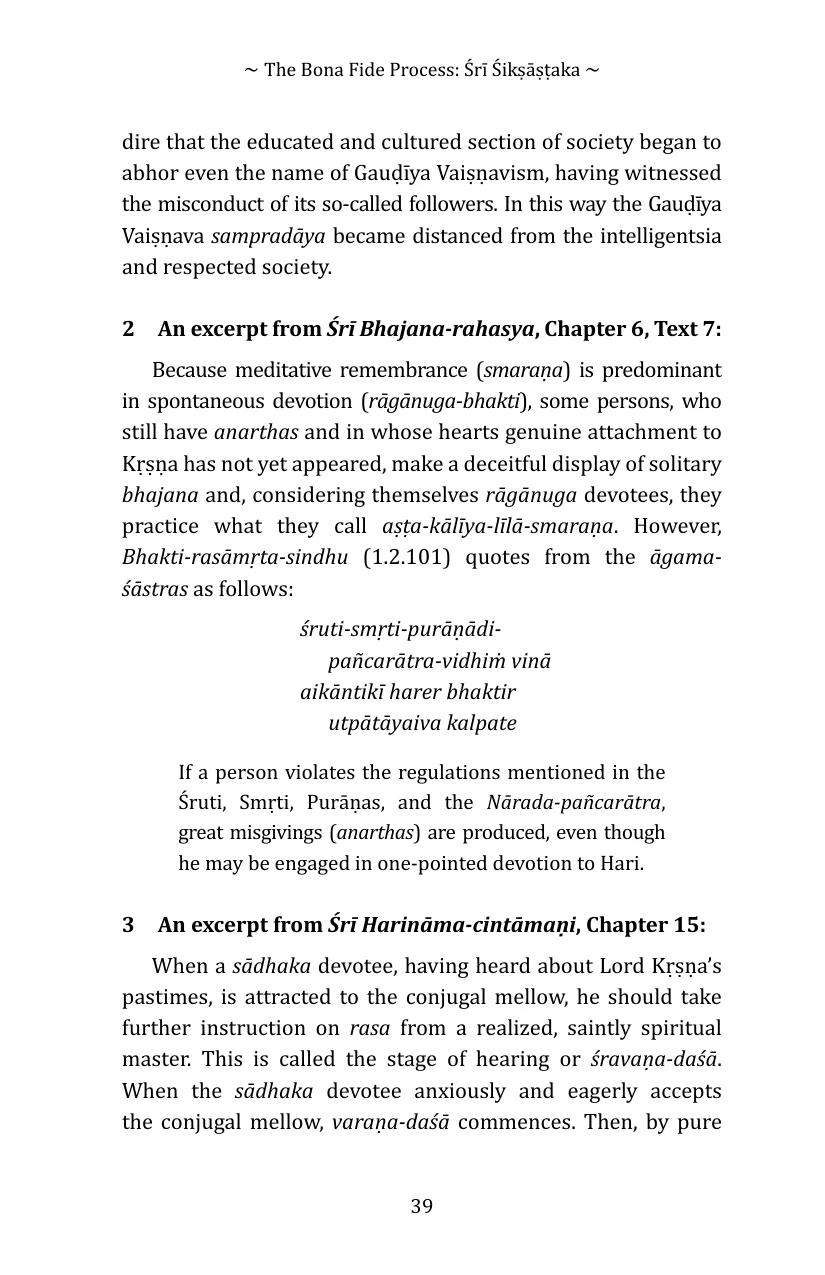 ~ The Bona Fide Process: Śrī Śikṣāṣṭaka ~
dire that the educated and cultured section of society began to
abhor even the name of Gauḍīya Vaiṣṇavism, having witnessed
the misconduct of its so-called followers. In this way the Gauḍīya
Vaiṣṇava sampradāya became distanced from the intelligentsia
and respected society.
2 An excerpt from Śrī Bhajana-rahasya, Chapter 6, Text 7:
Because meditative remembrance (smaraṇa) is predominant
in spontaneous devotion (rāgānuga-bhakti), some persons, who
still have anarthas and in whose hearts genuine attachment to
Kṛṣṇa has not yet appeared, make a deceitful display of solitary
bhajana and, considering themselves rāgānuga devotees, they
practice what they call aṣṭa-kālīya-līlā-smaraṇa. However,
Bhakti-rasāmṛta-sindhu (1.2.101) quotes from the āgama-
śāstras as follows:
śruti-smṛti-purāṇādi-
pañcarātra-vidhiṁ vinā
aikāntikī harer bhaktir
utpātāyaiva kalpate
If a person violates the regulations mentioned in the
Śruti, Smṛti, Purāṇas, and the Nārada-pañcarātra,
great misgivings (anarthas) are produced, even though
he may be engaged in one-pointed devotion to Hari.
3 An excerpt from Śrī Harināma-cintāmaṇi, Chapter 15:
When a sādhaka devotee, having heard about Lord Kṛṣṇa’s
pastimes, is attracted to the conjugal mellow, he should take
further instruction on rasa from a realized, saintly spiritual
master. This is called the stage of hearing or śravaṇa-daśā.
When the sādhaka devotee anxiously and eagerly accepts
the conjugal mellow, varaṇa-daśā commences. Then, by pure
39